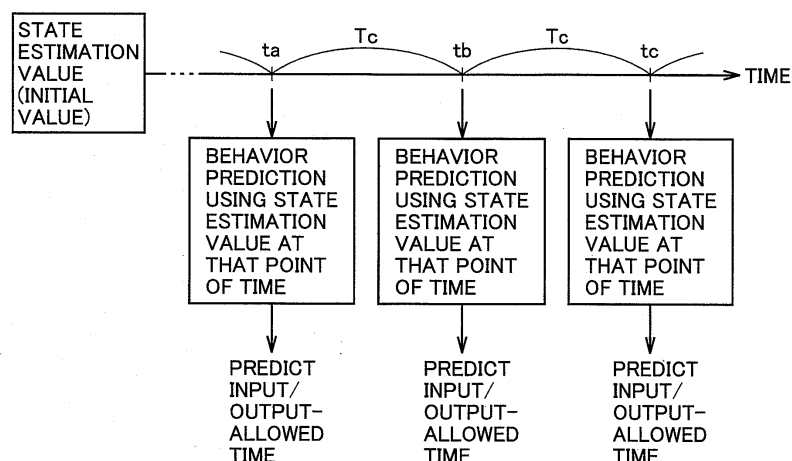 STATE
ESTIMATION
VALUE
(INITIAL
VALUE)
ta
Tc
tb
Tc
tc
TIME
BEHAVIOR
PREDICTION
USING STATE
ESTIMATION
VALUE AT
THAT POINT
OF TIME
BEHAVIOR
PREDICTION
USING STATE
ESTIMATION
VALUE AT
THAT POINT
OF TIME
BEHAVIOR
PREDICTION
USING STATE
ESTIMATION
VALUE AT
THAT POINT
OF TIME
PREDICT
INPUT/
OUTPUT-
ALLOWED
TIME
PREDICT
INPUT/
OUTPUT-
ALLOWED
TIME
PREDICT
INPUT/
OUTPUT-
ALLOWED
TIME